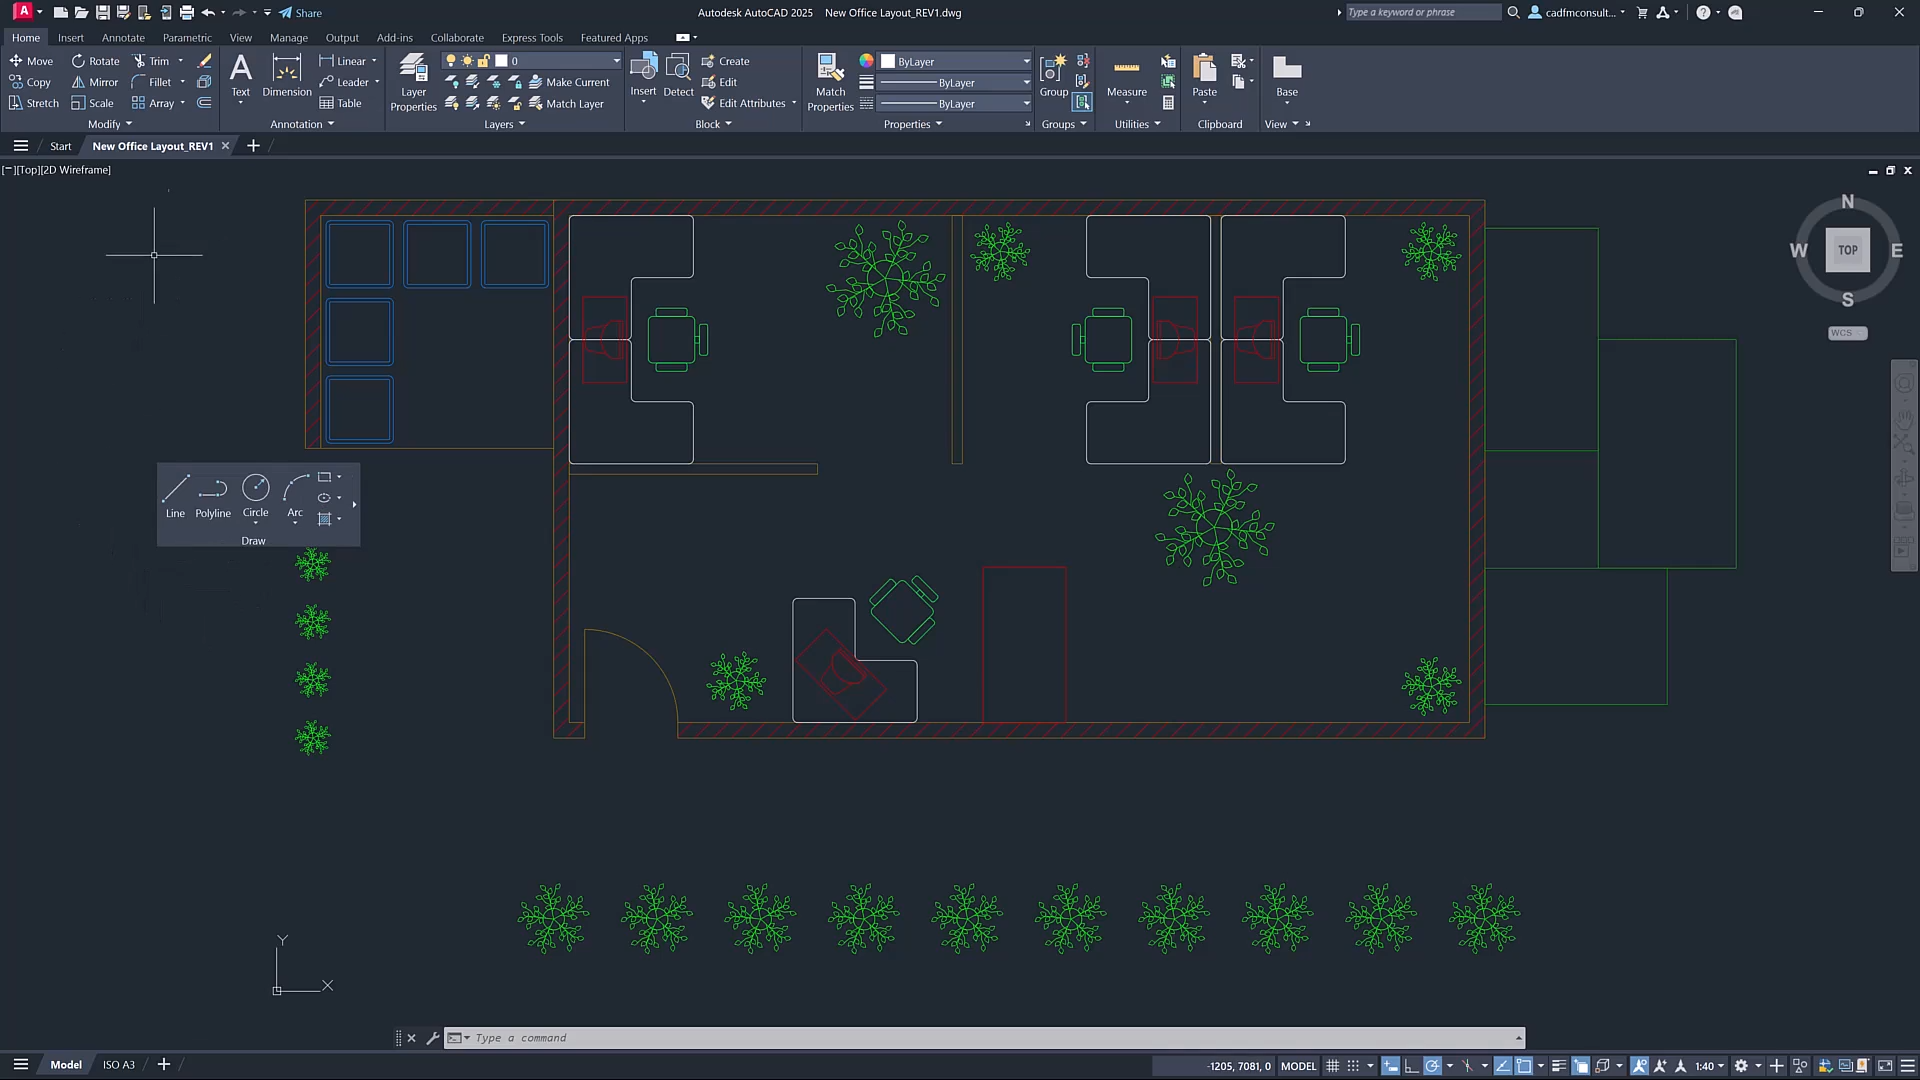 A
Share
Autodesk AutoCAD 2025 New Office Layout_REV1.dwg
Type a keyword or phrase
cadfmconsult...
Home Insert Annotate Parametric View Manage Output Add-ins Collaborate Express Tools Featured Apps
Move Rotate Trim
Copy Mirror Fillet
Stretch Scale Array
Modify
A
Text Dimension
Linear
Leader
Table
Annotation
Layer
Properties
0
Make Current
Match Layer
Layers
Insert Detect
Create
Edit
Edit Attributes
Block
Match
Properties
ByLayer
ByLayer
ByLayer
Properties
Group
Groups
Measure
Utilities
Paste
Clipboard
Base
View
Start New Office Layout_REV1
[−][Top][2D Wireframe]
N
W TOP E
S
WCS
Line Polyline Circle Arc
Draw
Y
X
Type a command
Model ISO A3
-1205, 7081, 0 MODEL 1:40